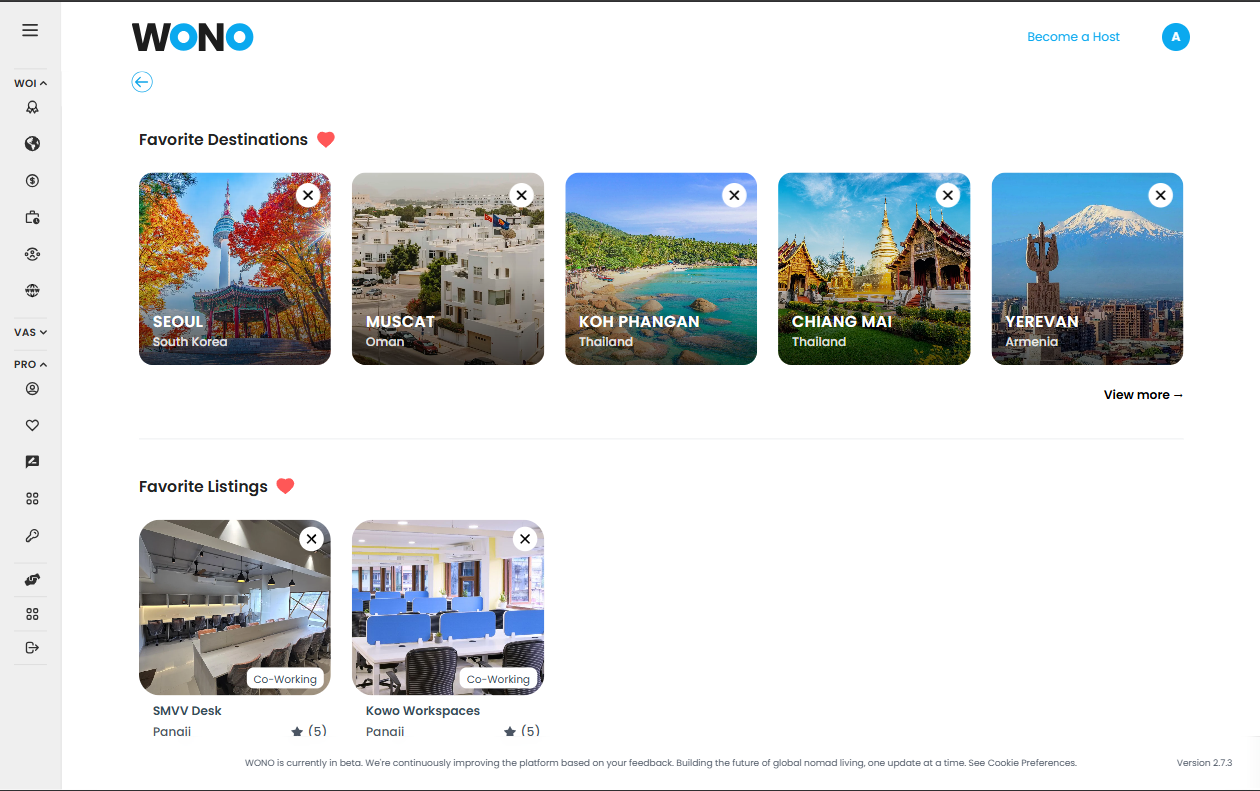 WONO
Become a Host
A
WOI
VAS
PRO
Favorite Destinations
SEOUL
South Korea
MUSCAT
Oman
KOH PHANGAN
Thailand
CHIANG MAI
Thailand
YEREVAN
Armenia
View more →
Favorite Listings
Co-Working
SMVV Desk
Panaji
(5)
Co-Working
Kowo Workspaces
Panaji
(5)
WONO is currently in beta. We're continuously improving the platform based on your feedback. Building the future of global nomad living, one update at a time. See Cookie Preferences.
Version 2.7.3